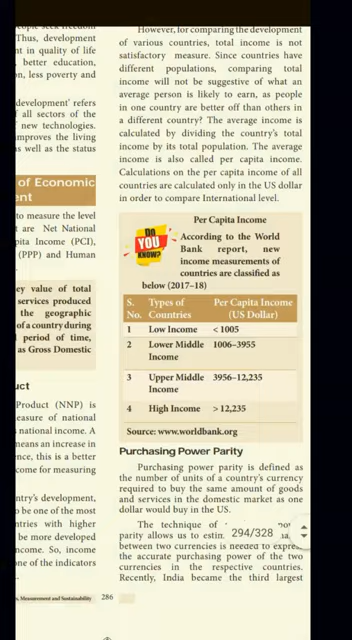 Thus, development
nt in quality of life
better education,
n, less poverty and
development' refers
f all sectors of the
new technologies.
mproves the living
s well as the status
of Economic
ent
to measure the level
t are Net National
pita Income (PCI),
(PPP) and Human
ey value of total
services produced
the geographic
of a country during
period of time,
as Gross Domestic
uct
Product (NNP) is
easure of national
national income. A
means an increase in
nce, this is a better
come for measuring
ntry's development,
o be one of the most
ntries with higher
be more developed
ncome. So, income
one of the indicators
However, for comparing the development
of various countries, total income is not
satisfactory measure. Since countries have
different populations, comparing total
income will not be suggestive of what an
average person is likely to earn, as people
in one country are better off than others in
a different country? The average income is
calculated by dividing the country's total
income by its total population. The average
income is also called per capita income.
Calculations on the per capita income of all
countries are calculated only in the US dollar
in order to compare International level.
DO YOU KNOW?
Per Capita Income
According to the World
Bank report, new
income measurements of
countries are classified as
below (2017-18)
S. No. Types of Countries Per Capita Income (US Dollar)
1 Low Income < 1005
2 Lower Middle Income 1006-3955
3 Upper Middle Income 3956-12,235
4 High Income > 12,235
Source: www.worldbank.org
Purchasing Power Parity
Purchasing power parity is defined as
the number of units of a country's currency
required to buy the same amount of goods
and services in the domestic market as one
dollar would buy in the US.
The technique of
parity allows us to estim
between two currencies is needed to express
the accurate purchasing power of the two
currencies in the respective countries.
Recently, India became the third largest
294/328
s, Measurement and Sustainability 286